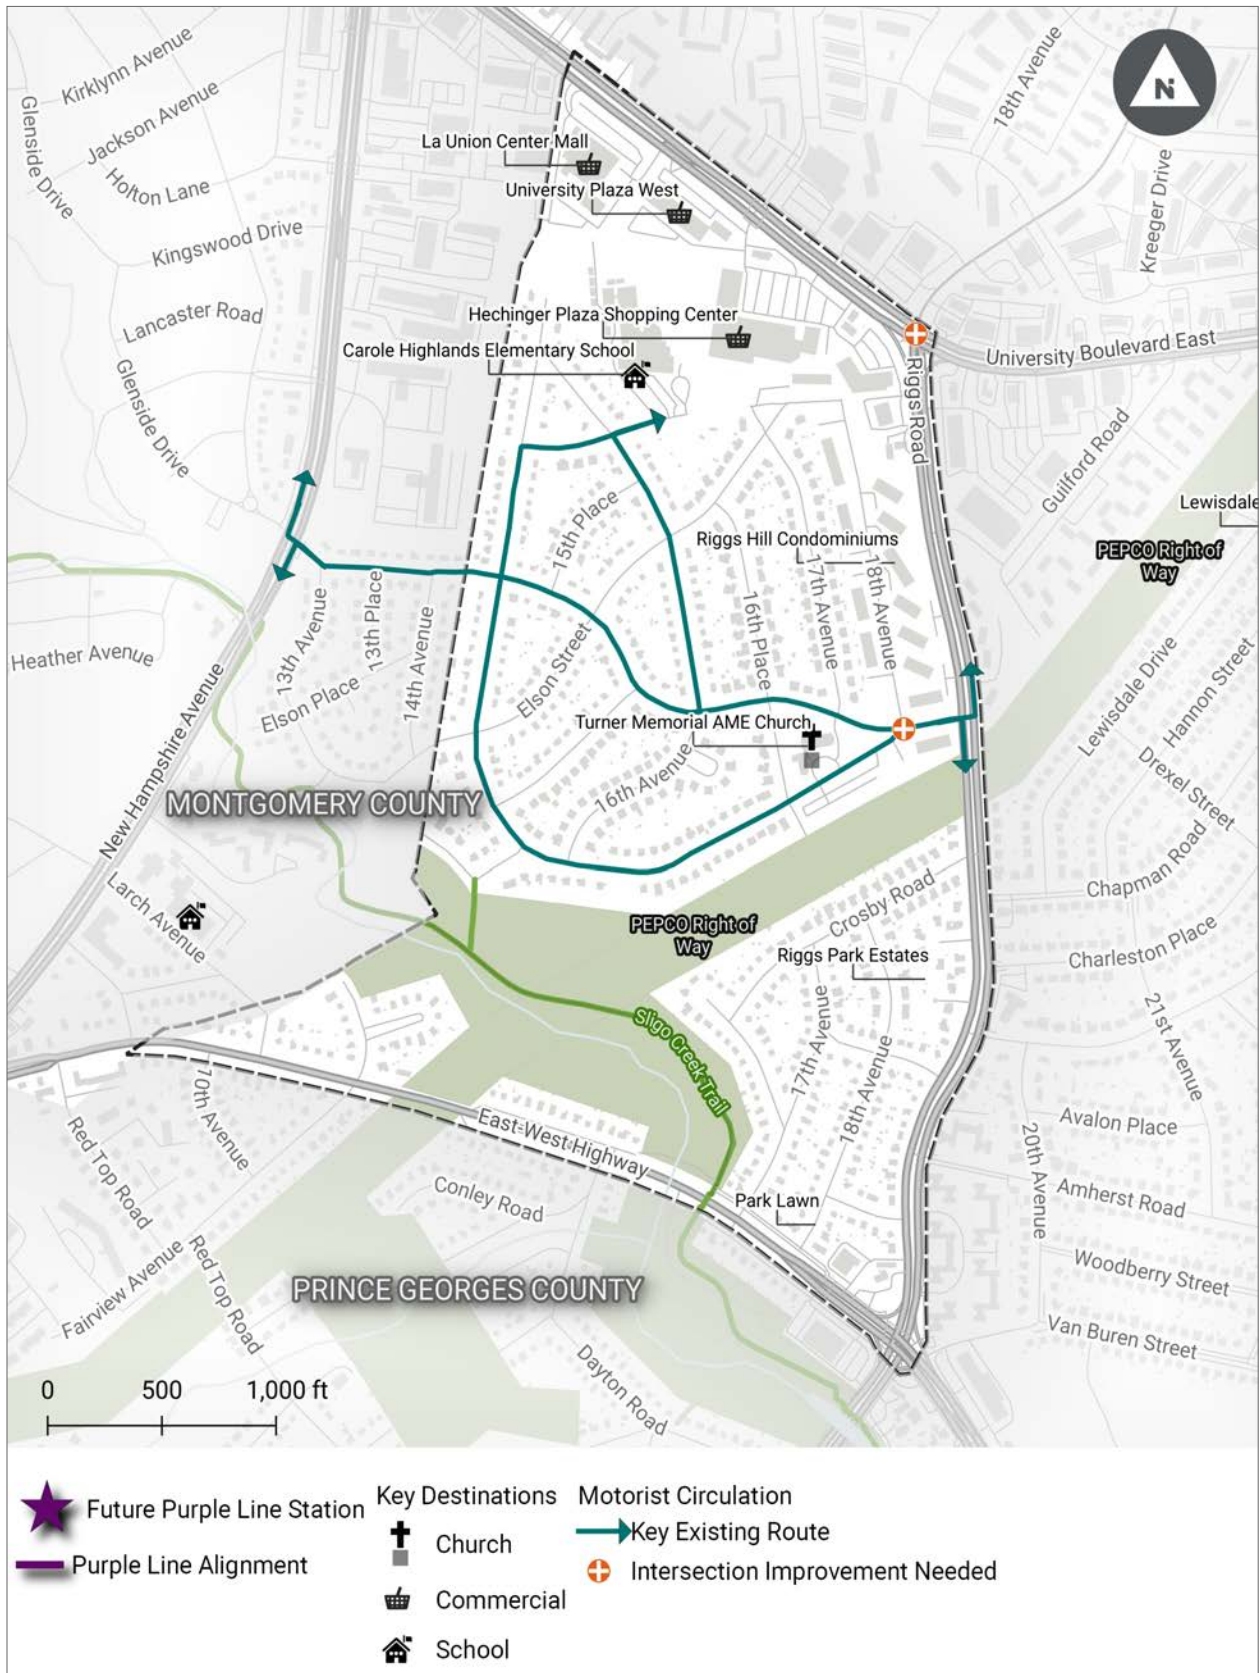 Kirklynn Avenue
Jackson Avenue
Glenside Drive
Holton Lane
18th Avenue
N
La Union Center Mall
University Plaza West
Kreeger Drive
Kingswood Drive
Lancaster Road
Hechinger Plaza Shopping Center
Carole Highlands Elementary School
University Boulevard East
Riggs Road
Glenside Drive
Guilford Road
Lewisdale
15th Place
Riggs Hill Condominiums
PEPCO Right of
Way
17th Avenue
18th Avenue
16th Place
13th Avenue
13th Place
14th Avenue
Heather Avenue
Elson Place
Elson Street
Lewisdale Drive
Hannon Street
Drexel Street
Turner Memorial AME Church
16th Avenue
New Hampshire Avenue
MONTGOMERY COUNTY
Larch Avenue
PEPCO Right of
Way
Crosby Road
Riggs Park Estates
Chapman Road
Charleston Place
21st Avenue
Sligo Creek Trail
17th Avenue
18th Avenue
70th Avenue
Red Top Road
East-West Highway
Conley Road
Park Lawn
20th Avenue
Avalon Place
Amherst Road
Woodberry Street
Van Buren Street
Fairview Avenue
Red Top Road
PRINCE GEORGES COUNTY
Dayton Road
0 500 1,000 ft
Future Purple Line Station
Purple Line Alignment
Key Destinations
Church
Commercial
School
Motorist Circulation
Key Existing Route
Intersection Improvement Needed